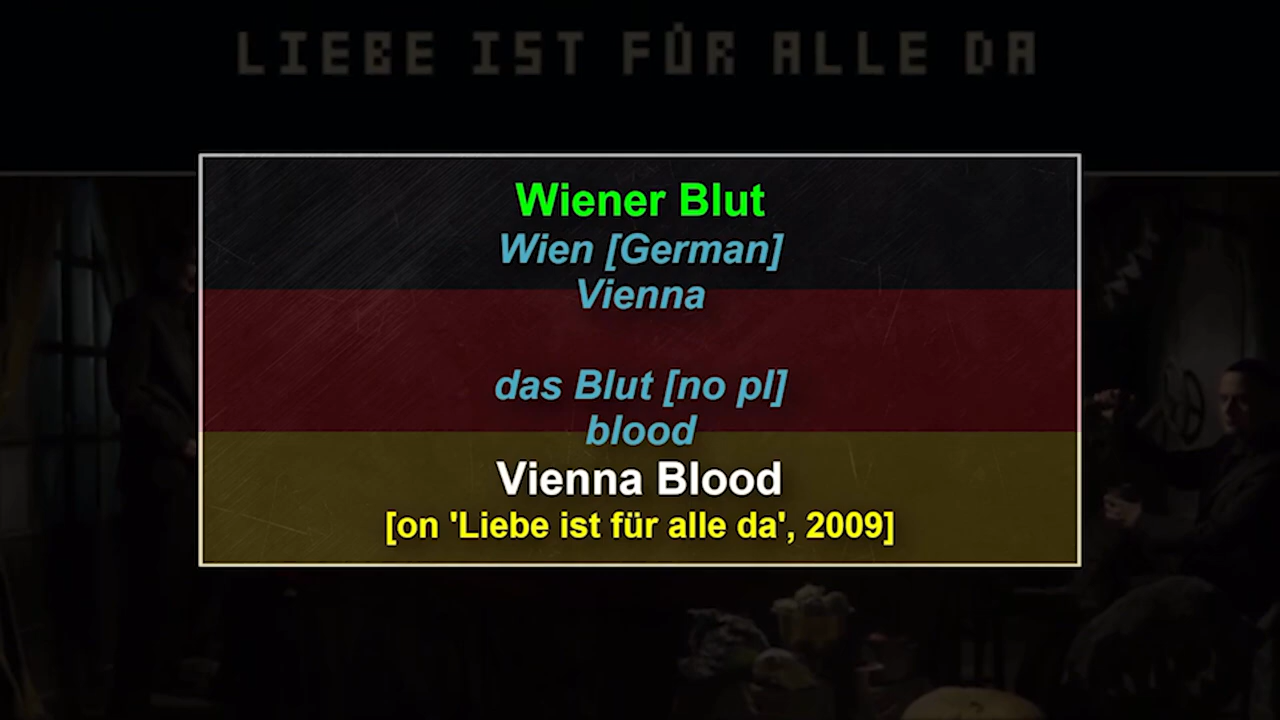 LIEBE IST FÜR ALLE DA
Wiener Blut
Wien [German]
Vienna
das Blut [no pl]
blood
Vienna Blood
[on 'Liebe ist für alle da', 2009]